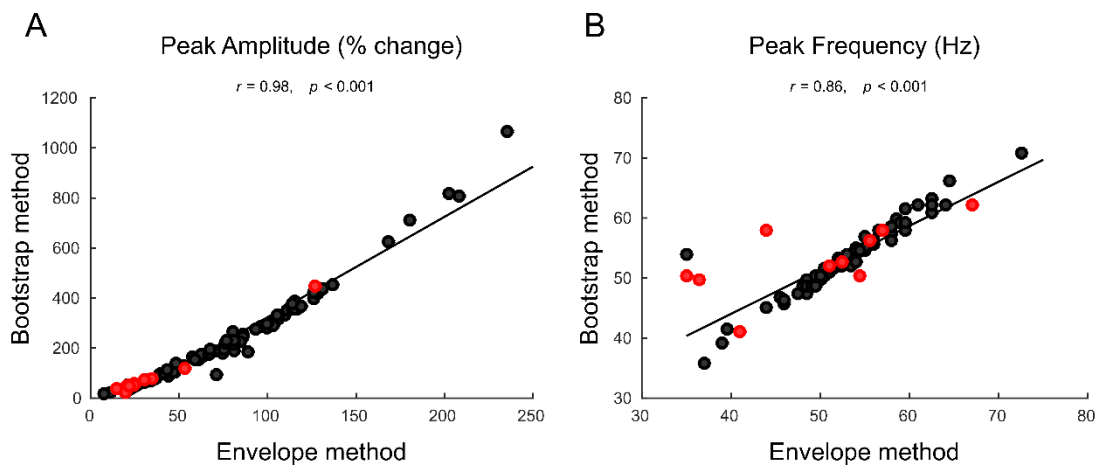 A
Peak Amplitude (% change)
r = 0.98, p < 0.001
1200
1000
800
600
400
200
0
Bootstrap method
0 50 100 150 200 250
Envelope method
B
Peak Frequency (Hz)
r = 0.86, p < 0.001
80
70
60
50
40
30
Bootstrap method
30 40 50 60 70 80
Envelope method